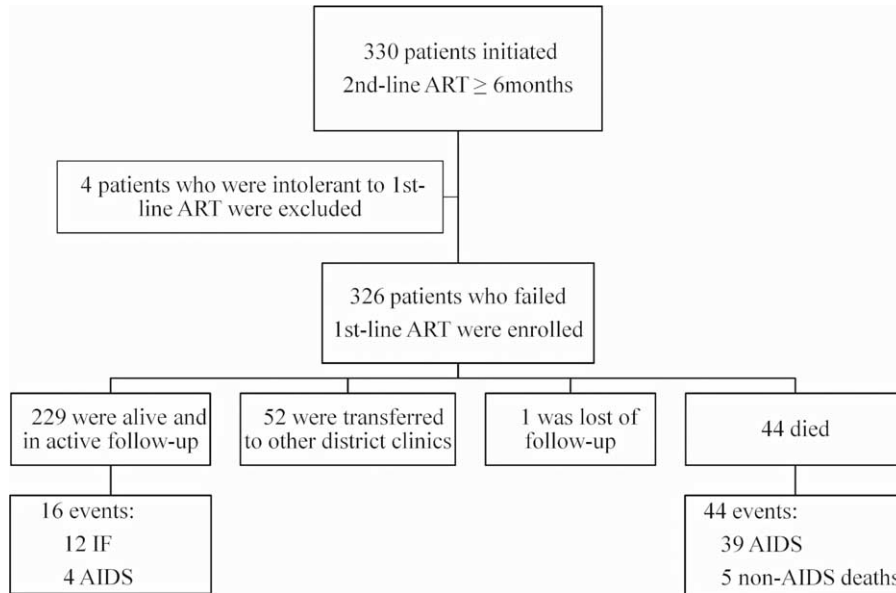 330 patients initiated
2nd-line ART ≥ 6months
4 patients who were intolerant to 1st-
line ART were excluded
326 patients who failed
1st-line ART were enrolled
229 were alive and
in active follow-up
52 were transferred
to other district clinics
1 was lost of
follow-up
44 died
16 events:
12 IF
4 AIDS
44 events:
39 AIDS
5 non-AIDS deaths